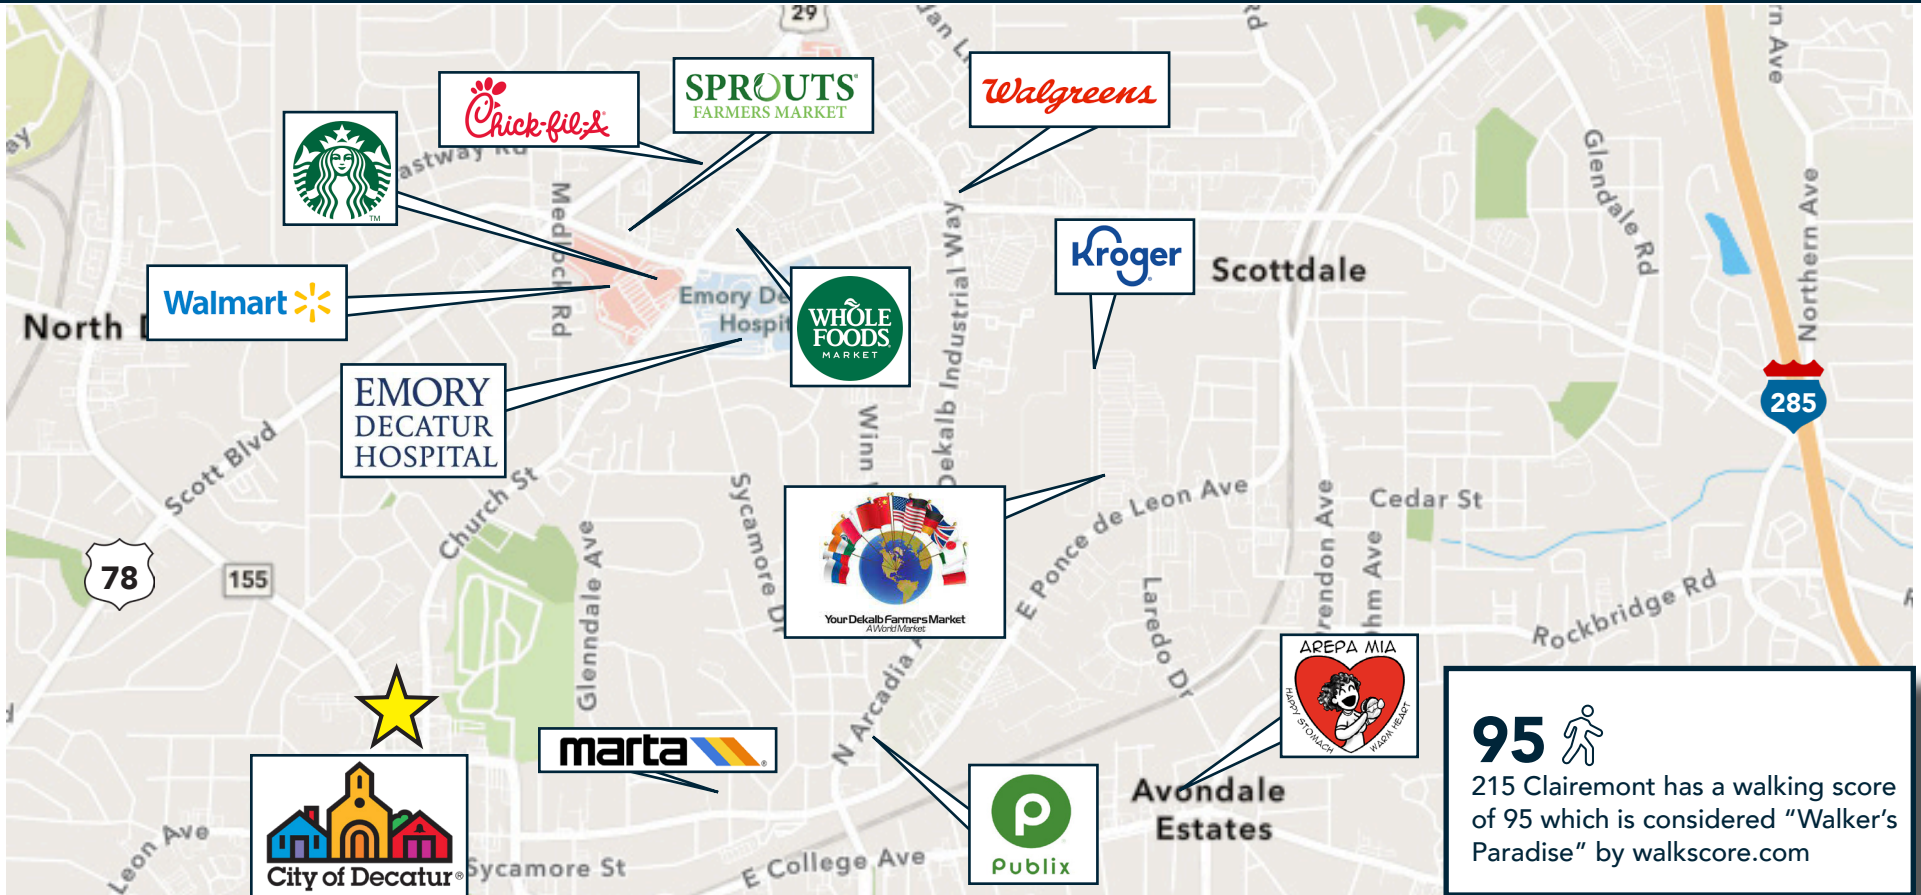 29
SPROUTS
FARMERS MARKET
Chick-fil-A
Walgreens
TM
Medlock Rd
Glendale Rd
Northern Ave
Kroger
Scottdale
Walmart
North
Emory De
Hospit
WHOLE
FOODS
MARKET
N Dekalb Industrial Way
285
EMORY
DECATUR
HOSPITAL
Winn
Scott Blvd
Church St
Sycamore Dr
E Ponce de Leon Ave
Cedar St
78
155
Glenndale Ave
Your Dekalb Farmers Market
A World Market
Laredo Dr
Rockbridge Rd
AREPA MIA
HAPPY STOMACH
WARM HEART
N Arcadia
marta
Publix
Avondale
Estates
City of Decatur
Leon Ave
Sycamore St
E College Ave
95
215 Clairemont has a walking score
of 95 which is considered “Walker’s
Paradise” by walkscore.com